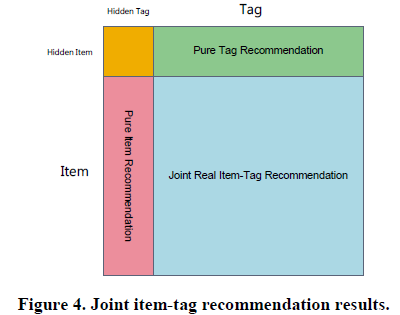 Hidden Tag
Tag
Hidden Item
Pure Tag Recommendation
Item
Pure Item Recommendation
Joint Real Item-Tag Recommendation
Figure 4. Joint item-tag recommendation results.